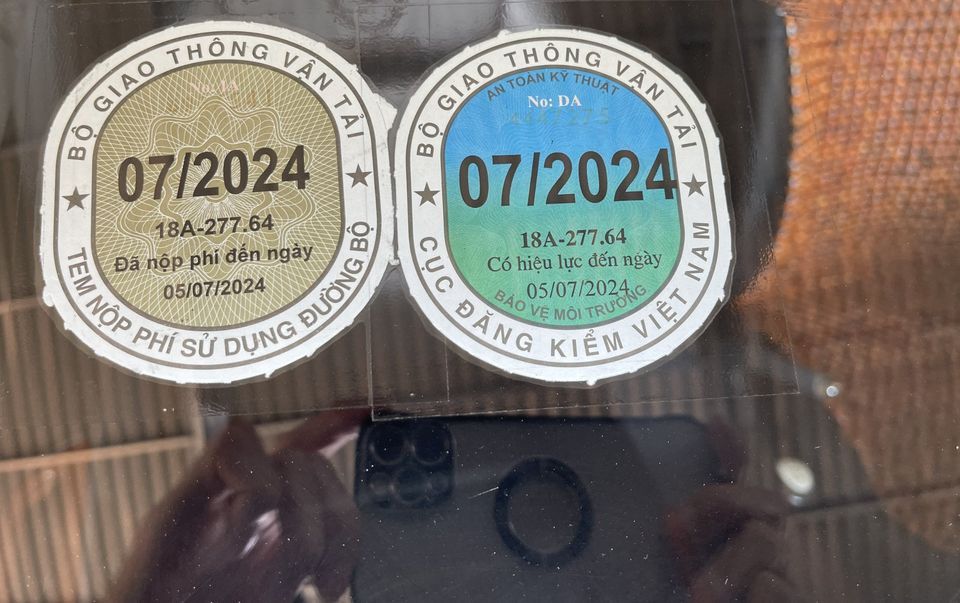 BỘ GIAO THÔNG VẬN TẢI
No: DA
07/2024
18A-277.64
Đã nộp phí đến ngày
05/07/2024
TEM NỘP PHÍ SỬ DỤNG ĐƯỜNG BỘ
BỘ GIAO THÔNG VẬN TẢI
AN TOÀN KỸ THUẬT
No: DA
07/2024
18A-277.64
Có hiệu lực đến ngày
05/07/2024
BẢO VỆ MÔI TRƯỜNG
CỤC ĐĂNG KIỂM VIỆT NAM